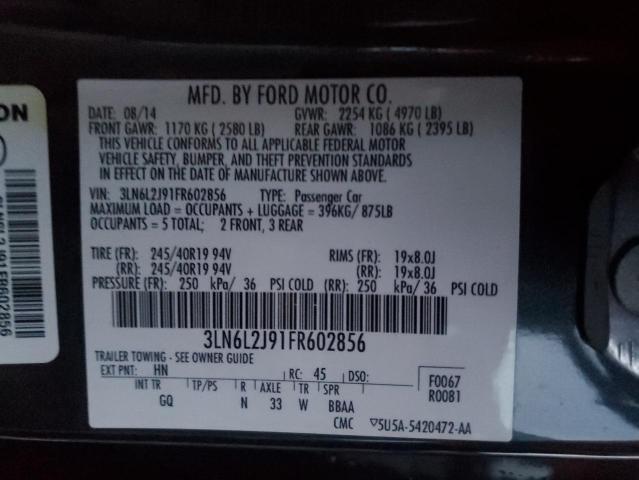 ON
3LN6L2J91FR602856
MFD. BY FORD MOTOR CO.
DATE: 08/14 GVWR: 2254 KG ( 4970 LB)
FRONT GAWR: 1170 KG ( 2580 LB) REAR GAWR: 1086 KG ( 2395 LB)
THIS VEHICLE CONFORMS TO ALL APPLICABLE FEDERAL MOTOR
VEHICLE SAFETY, BUMPER, AND THEFT PREVENTION STANDARDS
IN EFFECT ON THE DATE OF MANUFACTURE SHOWN ABOVE
VIN: 3LN6L2J91FR602856 TYPE: Passenger Car
MAXIMUM LOAD = OCCUPANTS + LUGGAGE = 396KG/ 875LB
OCCUPANTS = 5 TOTAL; 2 FRONT, 3 REAR
TIRE (FR): 245/40R19 94V RIMS (FR): 19x8.0J
(RR): 245/40R19 94V (RR): 19x8.0J
PRESSURE (FR): 250 kPa/ 36 PSI COLD (RR): 250 kPa/ 36 PSI COLD
3LN6L2J91FR602856
TRAILER TOWING - SEE OWNER GUIDE
EXT PNT: HN RC: 45 DSO: F0067
INT TR TP/PS R AXLE TR SPR R0081
GQ N 33 W BBAA
CMC ▽5U5A-5420472-AA